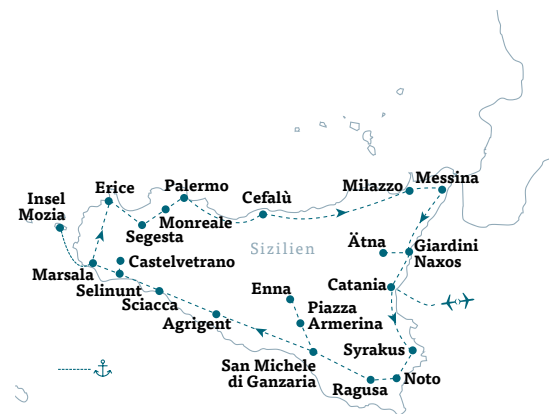 Messina
Palermo
Milazzo
Erice
Cefalù
Insel
Mozia
Monreale
Segesta
Sizilien
Ätna
Giardini
Naxos
Castelvetrano
Marsala
Selinunt
Enna
Catania
Sciacca
Piazza
Armerina
Agrigent
Syrakus
San Michele
di Ganzaria
Noto
Ragusa